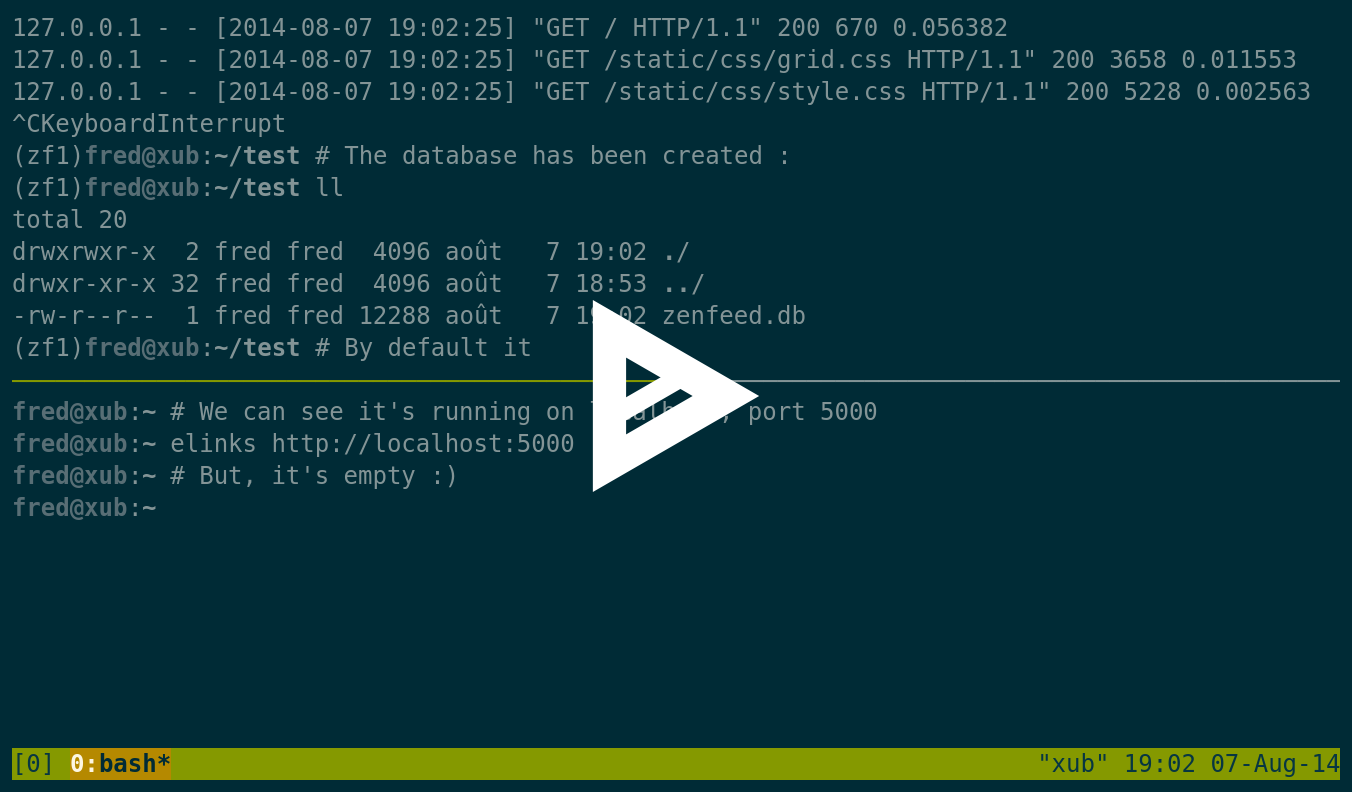 127.0.0.1 - - [2014-08-07 19:02:25] "GET / HTTP/1.1" 200 670 0.056382
127.0.0.1 - - [2014-08-07 19:02:25] "GET /static/css/grid.css HTTP/1.1" 200 3658 0.011553
127.0.0.1 - - [2014-08-07 19:02:25] "GET /static/css/style.css HTTP/1.1" 200 5228 0.002563
^CKeyboardInterrupt
(zf1)fred@xub:~/test # The database has been created :
(zf1)fred@xub:~/test ll
total 20
drwxrwxr-x  2 fred fred  4096 août   7 19:02 ./
drwxr-xr-x 32 fred fred  4096 août   7 18:53 ../
-rw-r--r--  1 fred fred 12288 août   7 19:02 zenfeed.db
(zf1)fred@xub:~/test # By default it
fred@xub:~ # We can see it's running on port 5000
fred@xub:~ elinks http://localhost:5000
fred@xub:~ # But, it's empty :)
fred@xub:~
[0] 0:bash* "xub" 19:02 07-Aug-14